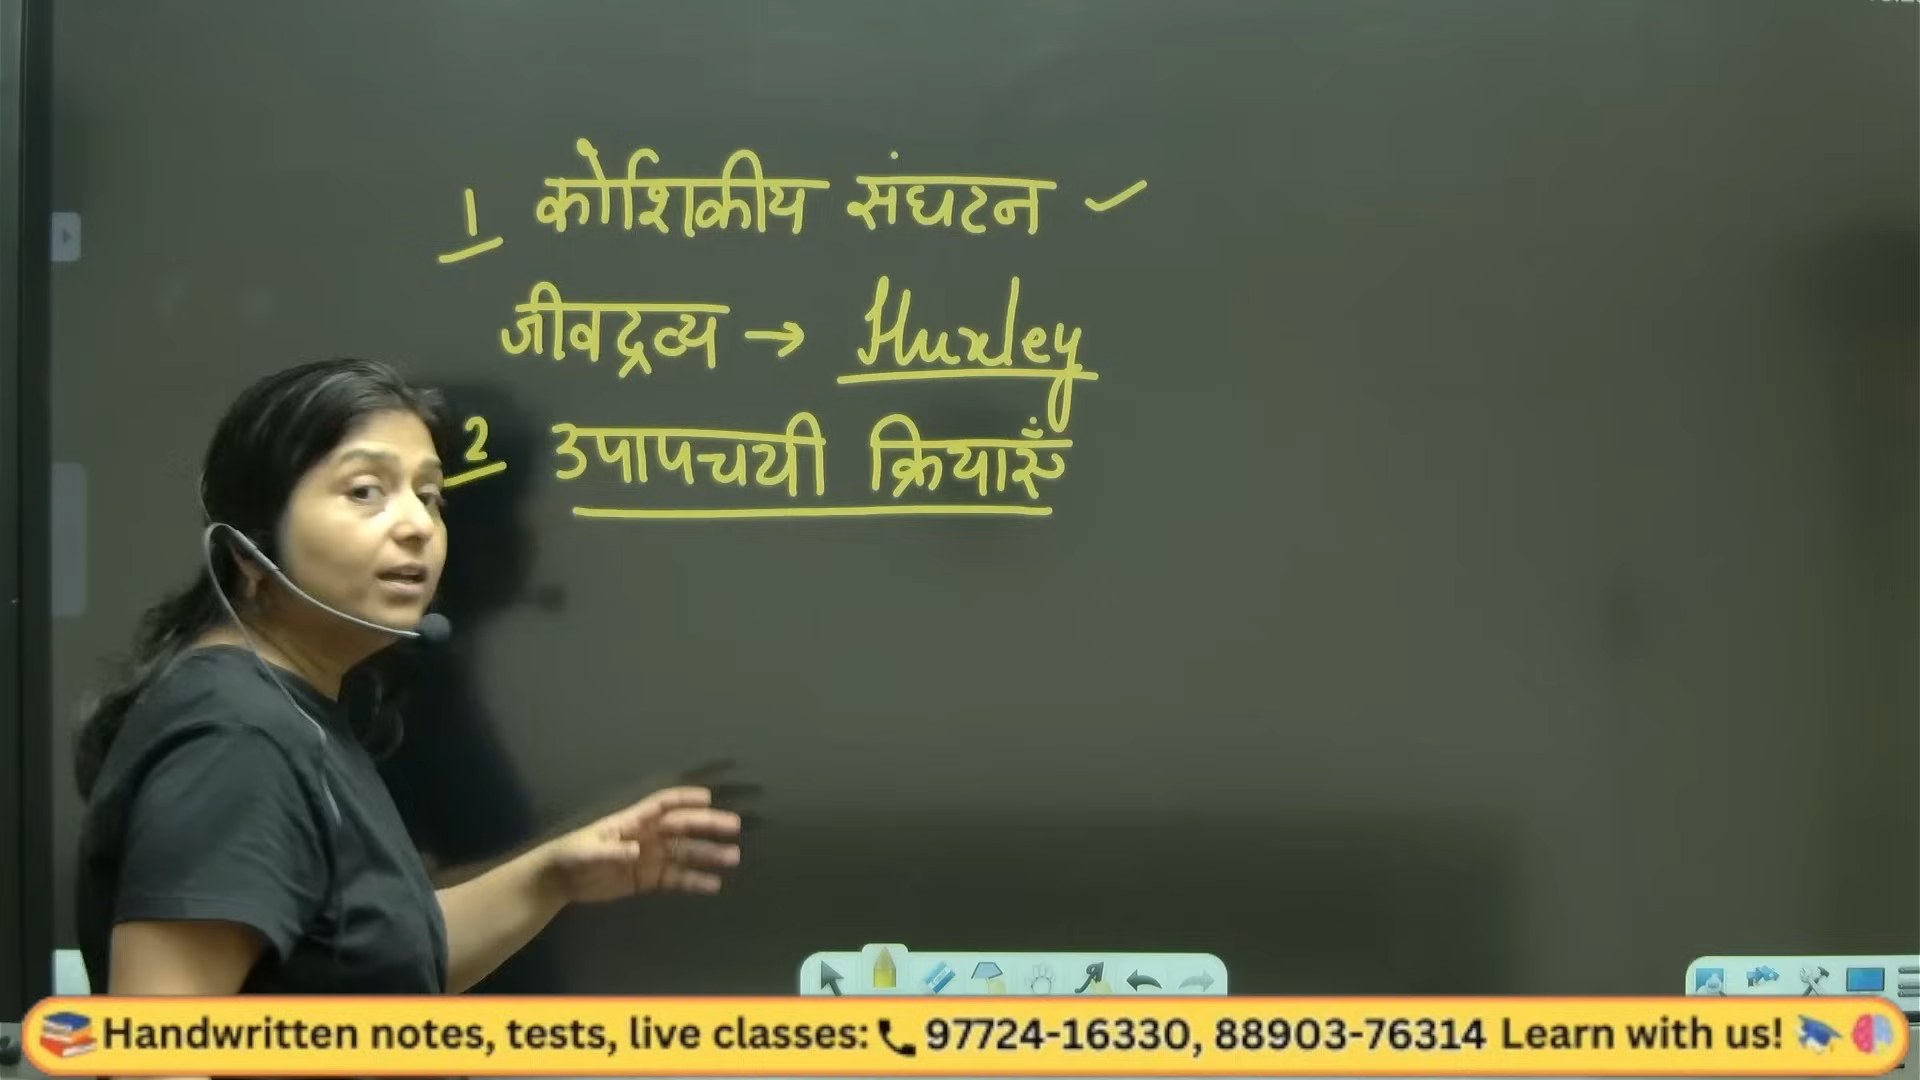 1 कोशिकीय संघटन ✓
जीवद्रव्य → Huxley
2 उपापचयी क्रियाएँ
Handwritten notes, tests, live classes: 97724-16330, 88903-76314 Learn with us!